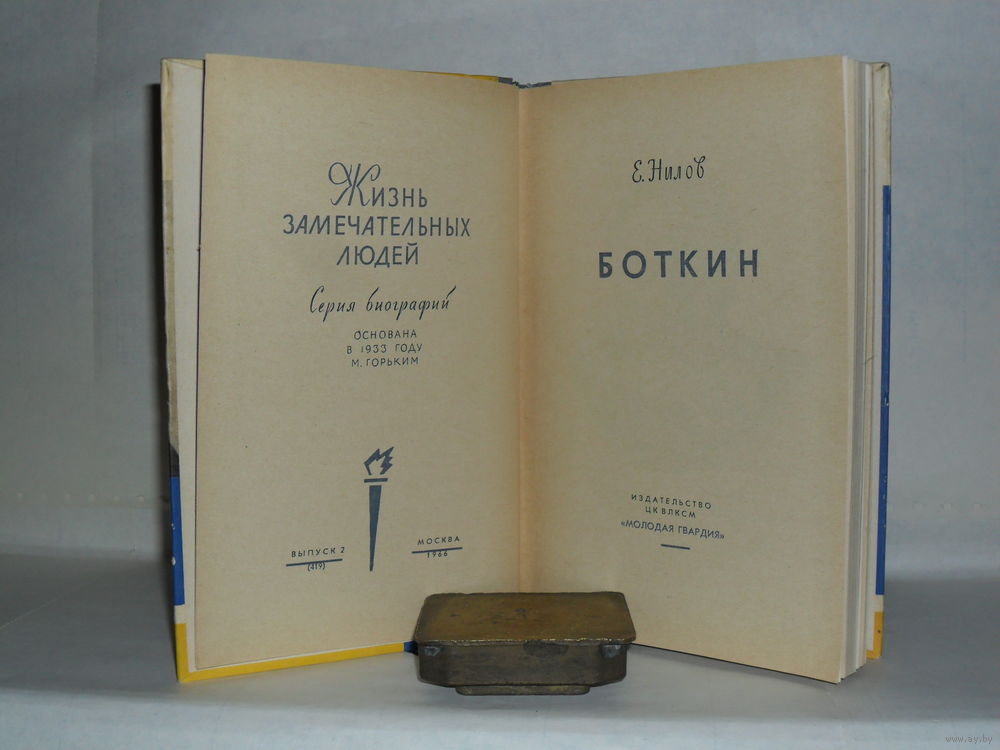 Жизнь
ЗАМЕЧАТЕЛЬНЫХ
ЛЮДЕЙ
Серия биографий
ОСНОВАНА
В 1933 ГОДУ
М. ГОРЬКИМ
ВЫПУСК 2
(419)
МОСКВА
1966
Е. Нилов
БОТКИН
ИЗДАТЕЛЬСТВО
ЦК ВЛКСМ
«МОЛОДАЯ ГВАРДИЯ»
www.ay.by